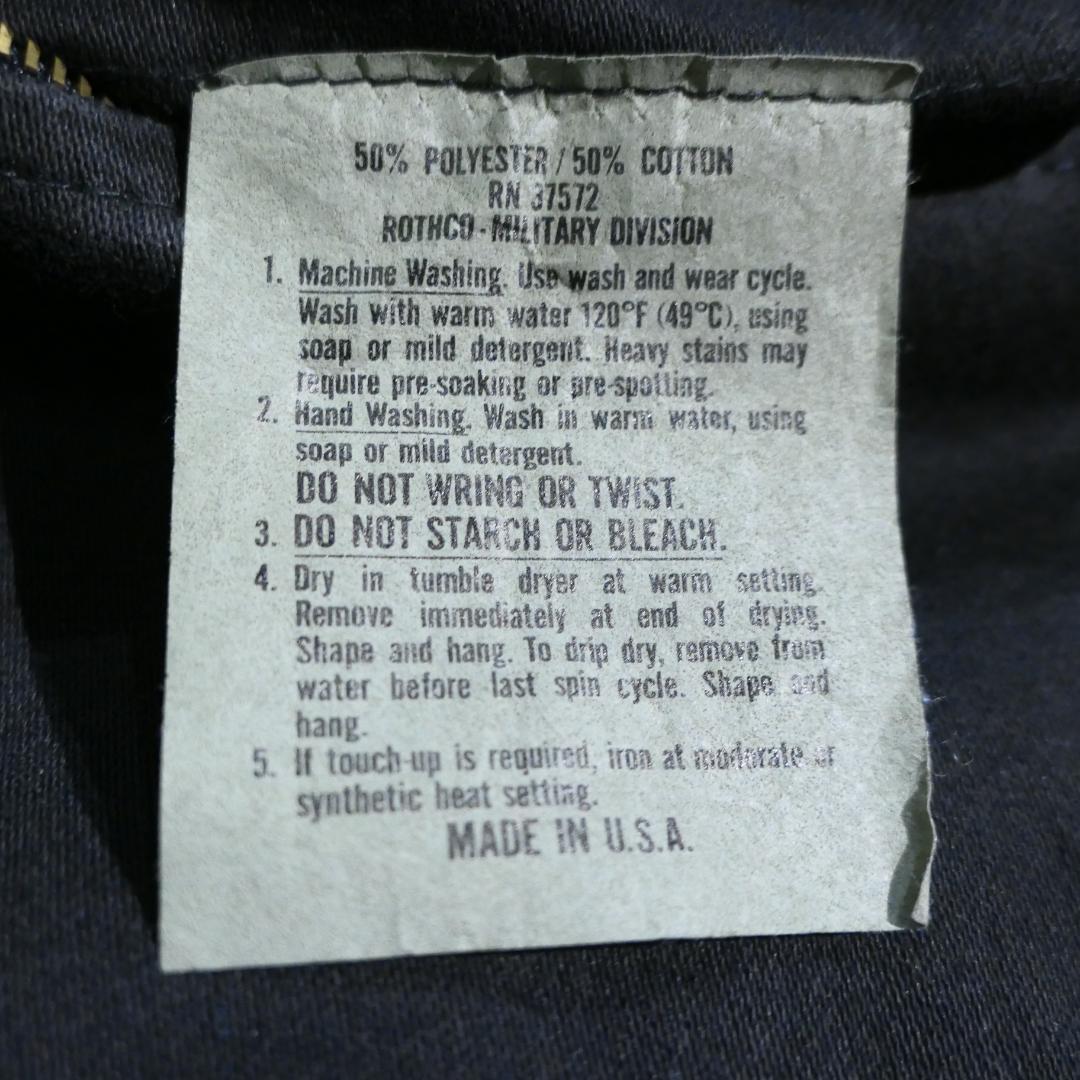 50% POLYESTER / 50% COTTON
RN 37572
ROTHCO - MILITARY DIVISION
1. Machine Washing. Use wash and wear cycle.
Wash with warm water 120°F (49°C), using
soap or mild detergent. Heavy stains may
require pre-soaking or pre-spotting.
2. Hand Washing. Wash in warm water, using
soap or mild detergent.
DO NOT WRING OR TWIST.
3. DO NOT STARCH OR BLEACH.
4. Dry in tumble dryer at warm setting.
Remove immediately at end of drying.
Shape and hang. To drip dry, remove from
water before last spin cycle. Shape and
hang.
5. If touch-up is required, iron at moderate or
synthetic heat setting.
MADE IN U.S.A.